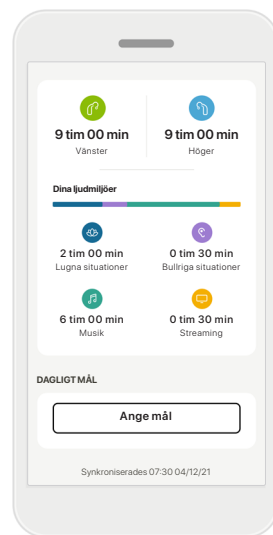 9 tim 00 min 9 tim 00 min
Vänster Höger
Dina ljudmiljöer
2 tim 00 min 0 tim 30 min
Lugna situationer Bullriga situationer
6 tim 00 min 0 tim 30 min
Musik Streaming
DAGLIGT MÅL
Ange mål
Synkroniserades 07:30 04/12/21